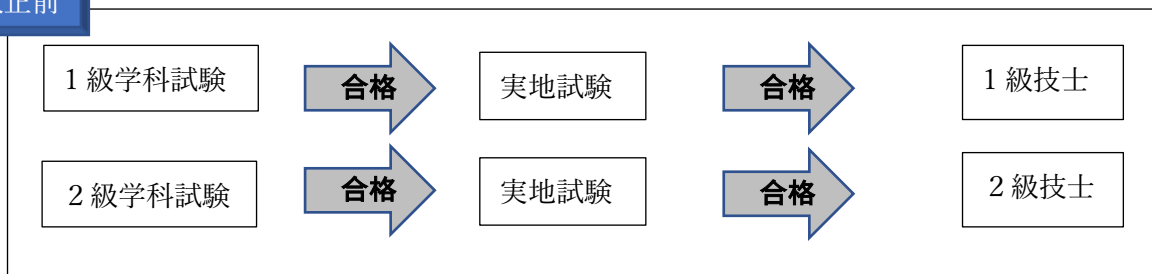 正前
１級学科試験 合格 実地試験 合格 １級技士
２級学科試験 合格 実地試験 合格 ２級技士